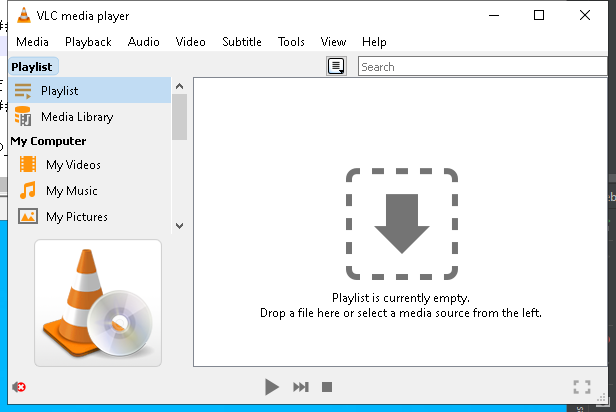 VLC media player
Media Playback Audio Video Subtitle Tools View Help
Playlist
Search
Playlist
Media Library
My Computer
My Videos
My Music
My Pictures
Playlist is currently empty.
Drop a file here or select a media source from the left.